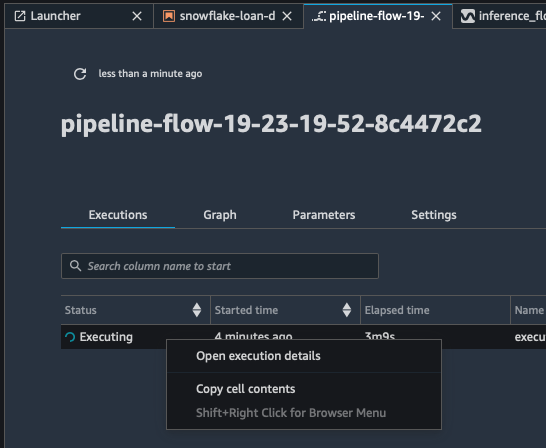 Launcher
snowflake-loan-d
pipeline-flow-19-
inference_flo
less than a minute ago
pipeline-flow-19-23-19-52-8c4472c2
Executions Graph Parameters Settings
Search column name to start
Status Started time Elapsed time Name
Executing 4 minutes ago 3m9s execu
Open execution details
Copy cell contents
Shift+Right Click for Browser Menu